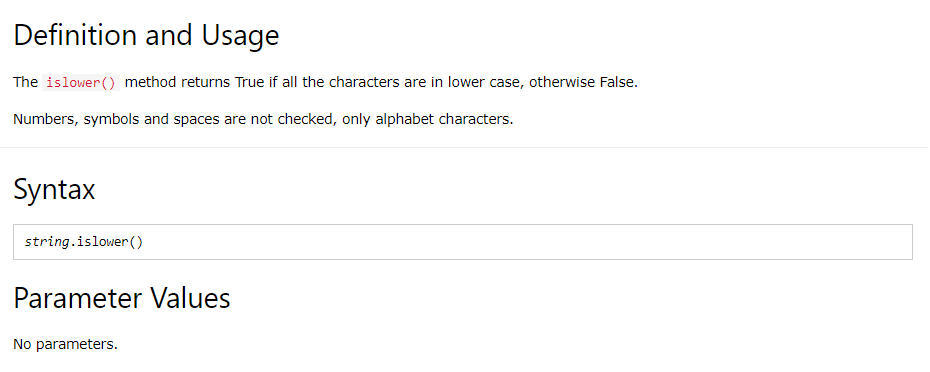 Definition and Usage
The islower() method returns True if all the characters are in lower case, otherwise False.
Numbers, symbols and spaces are not checked, only alphabet characters.
Syntax
string.islower()
Parameter Values
No parameters.